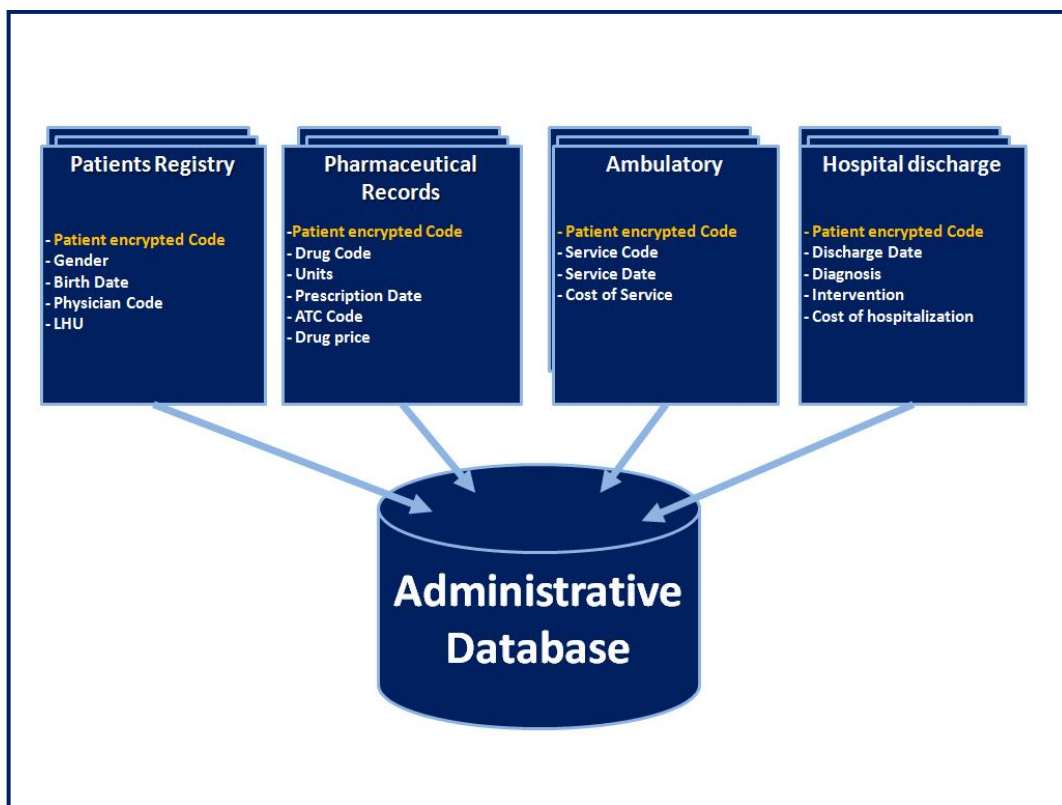 Patients Registry
- Patient encrypted Code
- Gender
- Birth Date
- Physician Code
- LHU
Pharmaceutical
Records
-Patient encrypted Code
- Drug Code
- Units
- Prescription Date
- ATC Code
- Drug price
Ambulatory
- Patient encrypted Code
- Service Code
- Service Date
- Cost of Service
Hospital discharge
- Patient encrypted Code
- Discharge Date
- Diagnosis
- Intervention
- Cost of hospitalization
Administrative
Database